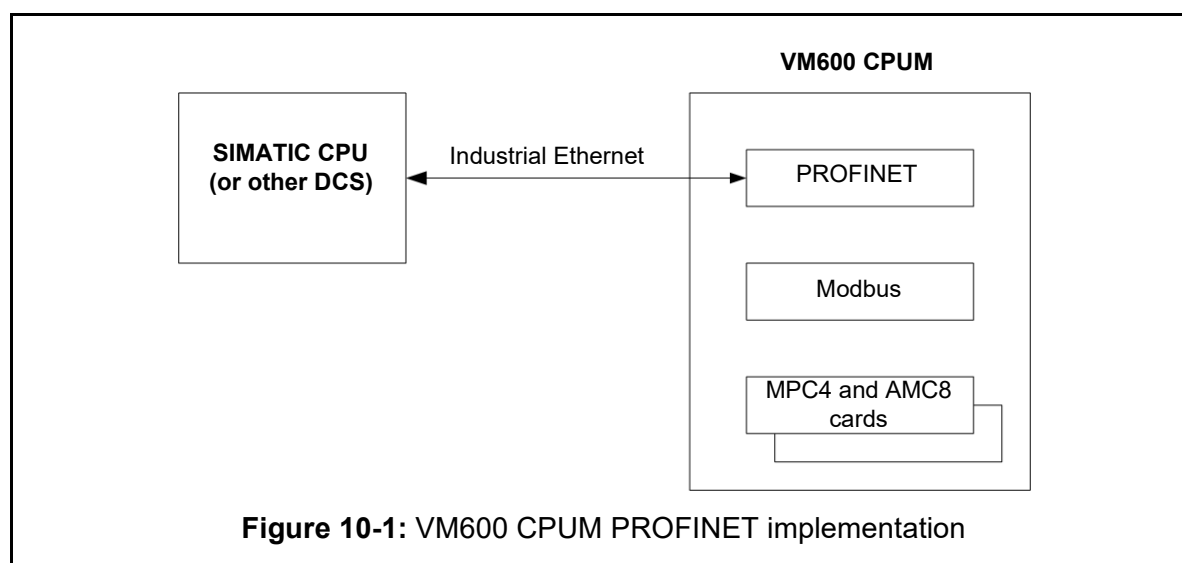 VM600 CPUM
SIMATIC CPU
(or other DCS)
Industrial Ethernet
PROFINET
Modbus
MPC4 and AMC8
cards
Figure 10-1: VM600 CPUM PROFINET implementation